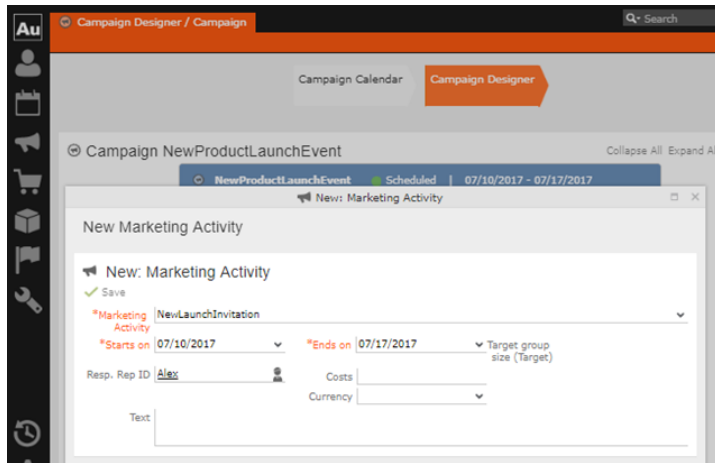 Au
Campaign Designer / Campaign
Search
Campaign Calendar
Campaign Designer
Campaign NewProductLaunchEvent
Collapse All Expand Al
NewProductLaunchEvent Scheduled | 07/10/2017 - 07/17/2017
New: Marketing Activity
New Marketing Activity
New: Marketing Activity
Save
*Marketing Activity NewLaunchInvitation
*Starts on 07/10/2017 *Ends on 07/17/2017 Target group size (Target)
Resp. Rep ID Alex Costs
Currency
Text